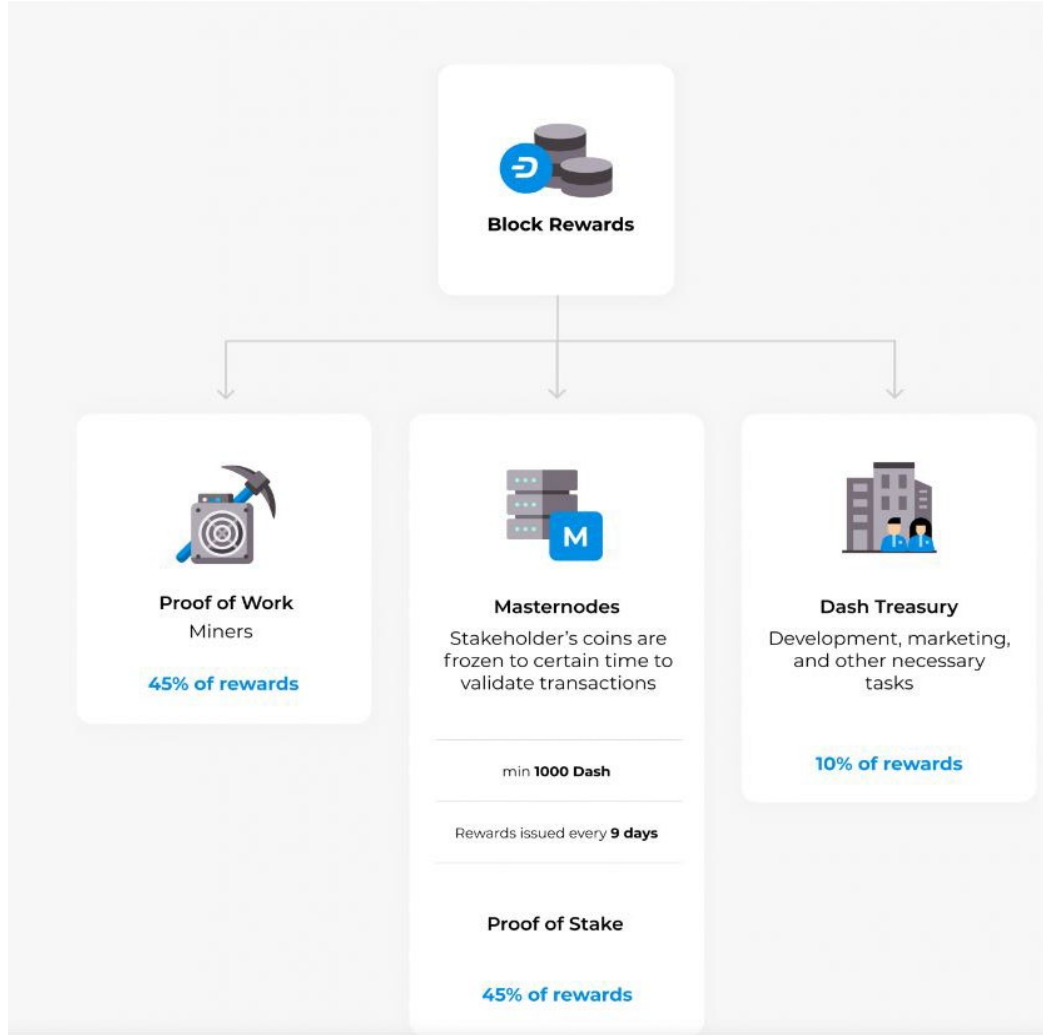 Block Rewards
Proof of Work
Miners
45% of rewards
M
Masternodes
Stakeholder's coins are
frozen to certain time to
validate transactions
min 1000 Dash
Rewards issued every 9 days
Proof of Stake
45% of rewards
Dash Treasury
Development, marketing,
and other necessary
tasks
10% of rewards